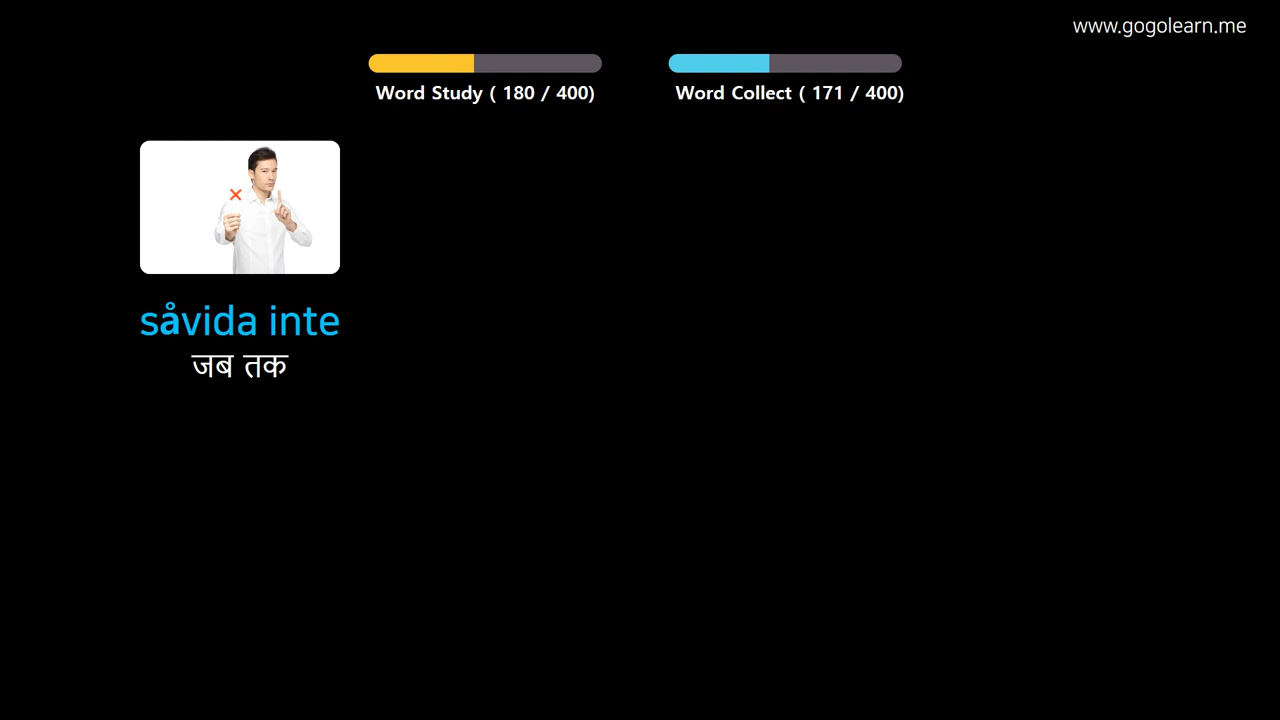 www.gogolearn.me
Word Study ( 180 / 400)
Word Collect ( 171 / 400)
såvida inte
जब तक